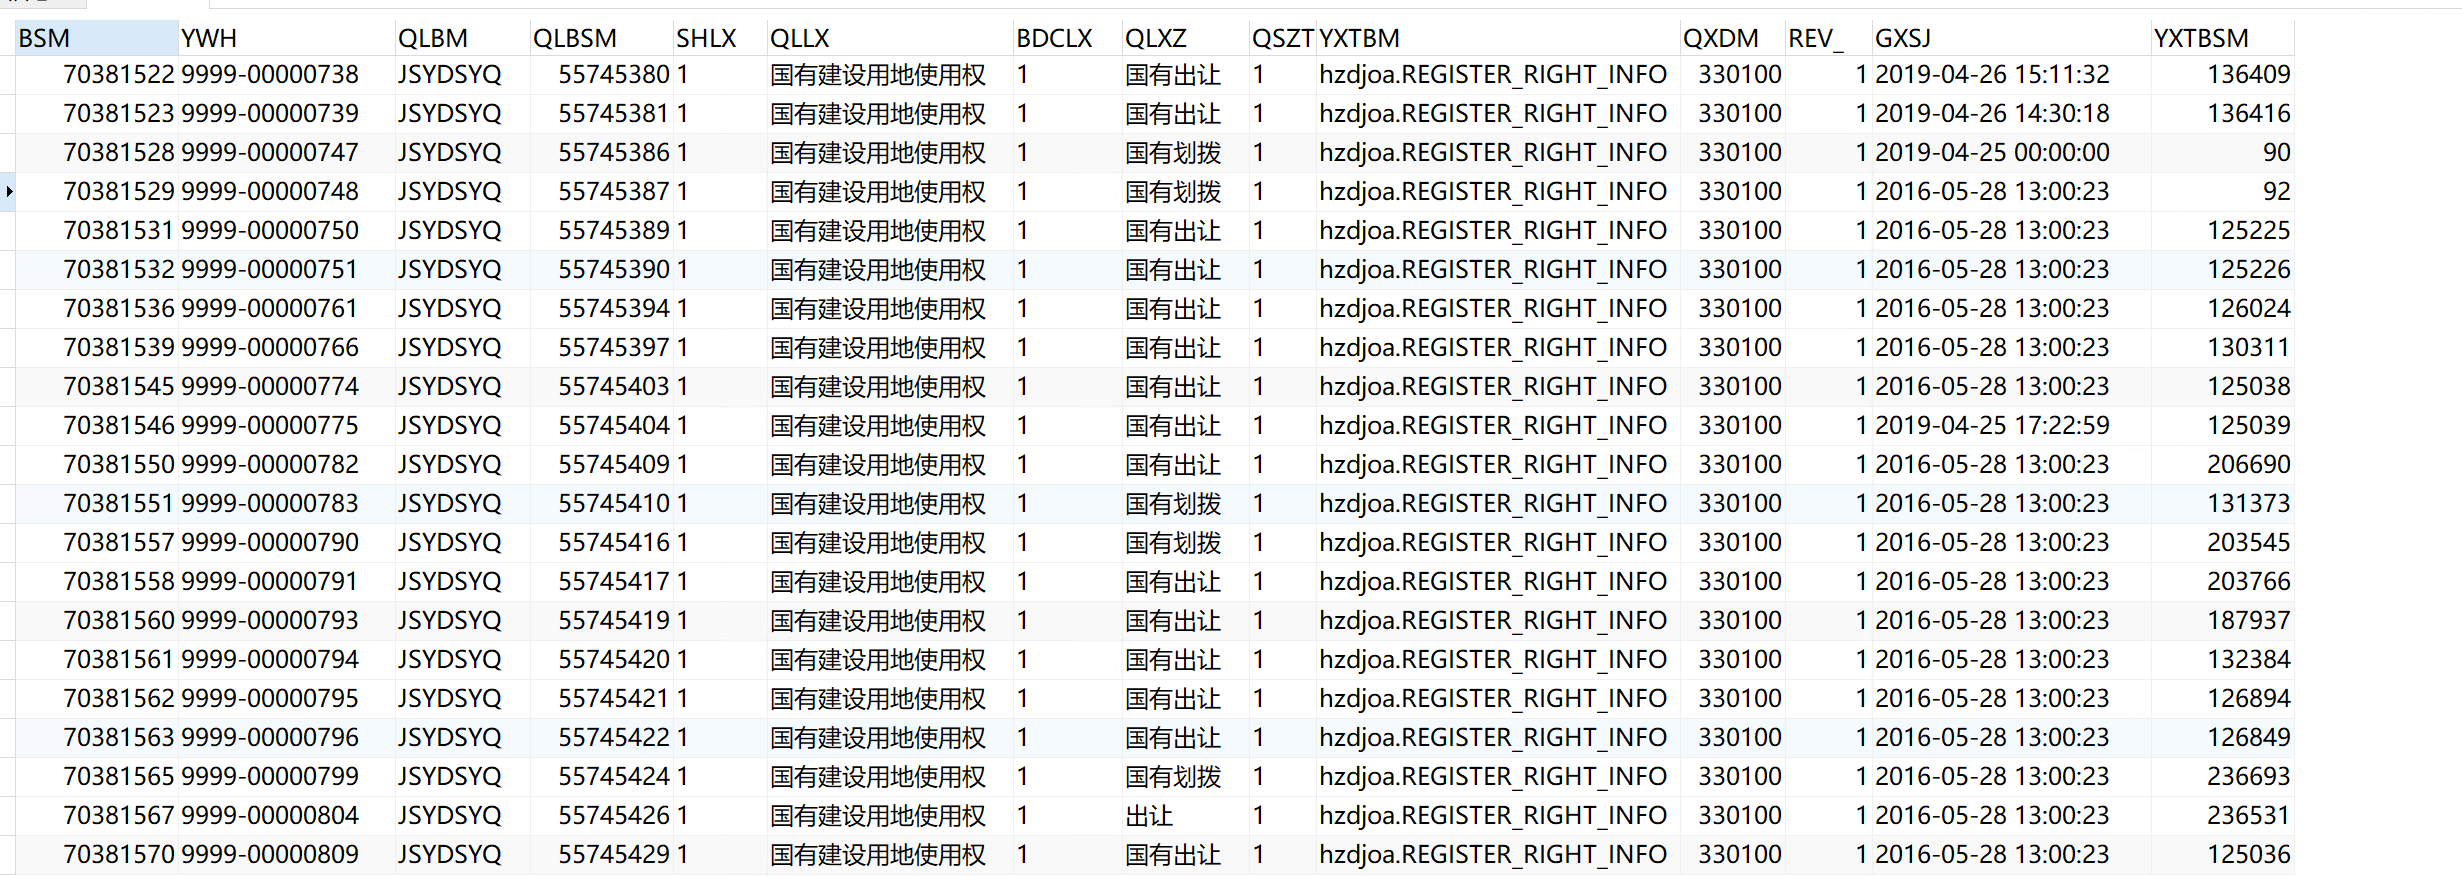 BSM YWH QLBM QLBSM SHLX QLLX BDCLX QLXZ QSZT YXTBM QXDM REV_ GXSJ YXTBSM
70381522 9999-00000738 JSYDSYQ 55745380 1 国有建设用地使用权 1 国有出让 1 hzdjoa.REGISTER_RIGHT_INFO 330100 1 2019-04-26 15:11:32 136409
70381523 9999-00000739 JSYDSYQ 55745381 1 国有建设用地使用权 1 国有出让 1 hzdjoa.REGISTER_RIGHT_INFO 330100 1 2019-04-26 14:30:18 136416
70381528 9999-00000747 JSYDSYQ 55745386 1 国有建设用地使用权 1 国有划拨 1 hzdjoa.REGISTER_RIGHT_INFO 330100 1 2019-04-25 00:00:00 90
70381529 9999-00000748 JSYDSYQ 55745387 1 国有建设用地使用权 1 国有划拨 1 hzdjoa.REGISTER_RIGHT_INFO 330100 1 2016-05-28 13:00:23 92
70381531 9999-00000750 JSYDSYQ 55745389 1 国有建设用地使用权 1 国有出让 1 hzdjoa.REGISTER_RIGHT_INFO 330100 1 2016-05-28 13:00:23 125225
70381532 9999-00000751 JSYDSYQ 55745390 1 国有建设用地使用权 1 国有出让 1 hzdjoa.REGISTER_RIGHT_INFO 330100 1 2016-05-28 13:00:23 125226
70381536 9999-00000761 JSYDSYQ 55745394 1 国有建设用地使用权 1 国有出让 1 hzdjoa.REGISTER_RIGHT_INFO 330100 1 2016-05-28 13:00:23 126024
70381539 9999-00000766 JSYDSYQ 55745397 1 国有建设用地使用权 1 国有出让 1 hzdjoa.REGISTER_RIGHT_INFO 330100 1 2016-05-28 13:00:23 130311
70381545 9999-00000774 JSYDSYQ 55745403 1 国有建设用地使用权 1 国有出让 1 hzdjoa.REGISTER_RIGHT_INFO 330100 1 2016-05-28 13:00:23 125038
70381546 9999-00000775 JSYDSYQ 55745404 1 国有建设用地使用权 1 国有出让 1 hzdjoa.REGISTER_RIGHT_INFO 330100 1 2019-04-25 17:22:59 125039
70381550 9999-00000782 JSYDSYQ 55745409 1 国有建设用地使用权 1 国有出让 1 hzdjoa.REGISTER_RIGHT_INFO 330100 1 2016-05-28 13:00:23 206690
70381551 9999-00000783 JSYDSYQ 55745410 1 国有建设用地使用权 1 国有划拨 1 hzdjoa.REGISTER_RIGHT_INFO 330100 1 2016-05-28 13:00:23 131373
70381557 9999-00000790 JSYDSYQ 55745416 1 国有建设用地使用权 1 国有划拨 1 hzdjoa.REGISTER_RIGHT_INFO 330100 1 2016-05-28 13:00:23 203545
70381558 9999-00000791 JSYDSYQ 55745417 1 国有建设用地使用权 1 国有出让 1 hzdjoa.REGISTER_RIGHT_INFO 330100 1 2016-05-28 13:00:23 203766
70381560 9999-00000793 JSYDSYQ 55745419 1 国有建设用地使用权 1 国有出让 1 hzdjoa.REGISTER_RIGHT_INFO 330100 1 2016-05-28 13:00:23 187937
70381561 9999-00000794 JSYDSYQ 55745420 1 国有建设用地使用权 1 国有出让 1 hzdjoa.REGISTER_RIGHT_INFO 330100 1 2016-05-28 13:00:23 132384
70381562 9999-00000795 JSYDSYQ 55745421 1 国有建设用地使用权 1 国有出让 1 hzdjoa.REGISTER_RIGHT_INFO 330100 1 2016-05-28 13:00:23 126894
70381563 9999-00000796 JSYDSYQ 55745422 1 国有建设用地使用权 1 国有出让 1 hzdjoa.REGISTER_RIGHT_INFO 330100 1 2016-05-28 13:00:23 126849
70381565 9999-00000799 JSYDSYQ 55745424 1 国有建设用地使用权 1 国有划拨 1 hzdjoa.REGISTER_RIGHT_INFO 330100 1 2016-05-28 13:00:23 236693
70381567 9999-00000804 JSYDSYQ 55745426 1 国有建设用地使用权 1 出让 1 hzdjoa.REGISTER_RIGHT_INFO 330100 1 2016-05-28 13:00:23 236531
70381570 9999-00000809 JSYDSYQ 55745429 1 国有建设用地使用权 1 国有出让 1 hzdjoa.REGISTER_RIGHT_INFO 330100 1 2016-05-28 13:00:23 125036